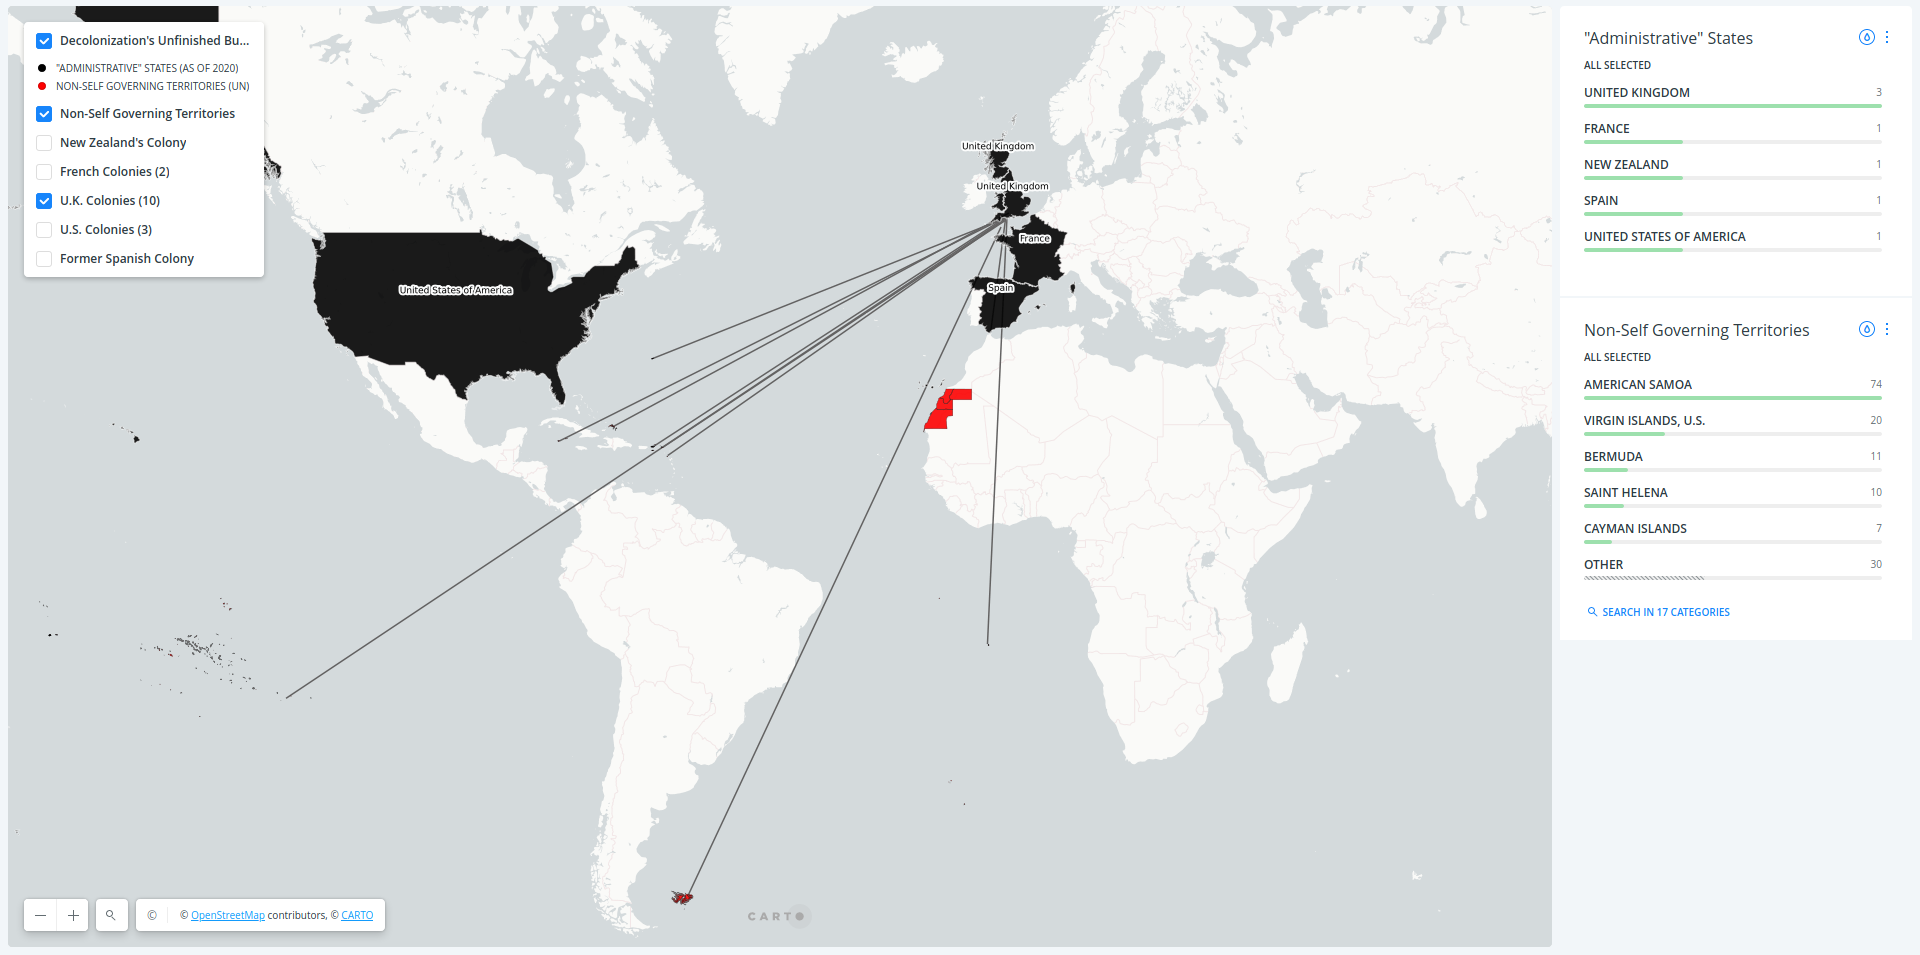 Decolonization's Unfinished Bu...
"ADMINISTRATIVE" STATES (AS OF 2020)
NON-SELF GOVERNING TERRITORIES (UN)
Non-Self Governing Territories
New Zealand's Colony
French Colonies (2)
U.K. Colonies (10)
U.S. Colonies (3)
Former Spanish Colony
United Kingdom
United Kingdom
France
Spain
United States of America
© © OpenStreetMap contributors, © CARTO
CARTO
"Administrative" States
ALL SELECTED
UNITED KINGDOM 3
FRANCE 1
NEW ZEALAND 1
SPAIN 1
UNITED STATES OF AMERICA 1
Non-Self Governing Territories
ALL SELECTED
AMERICAN SAMOA 74
VIRGIN ISLANDS, U.S. 20
BERMUDA 11
SAINT HELENA 10
CAYMAN ISLANDS 7
OTHER 30
SEARCH IN 17 CATEGORIES